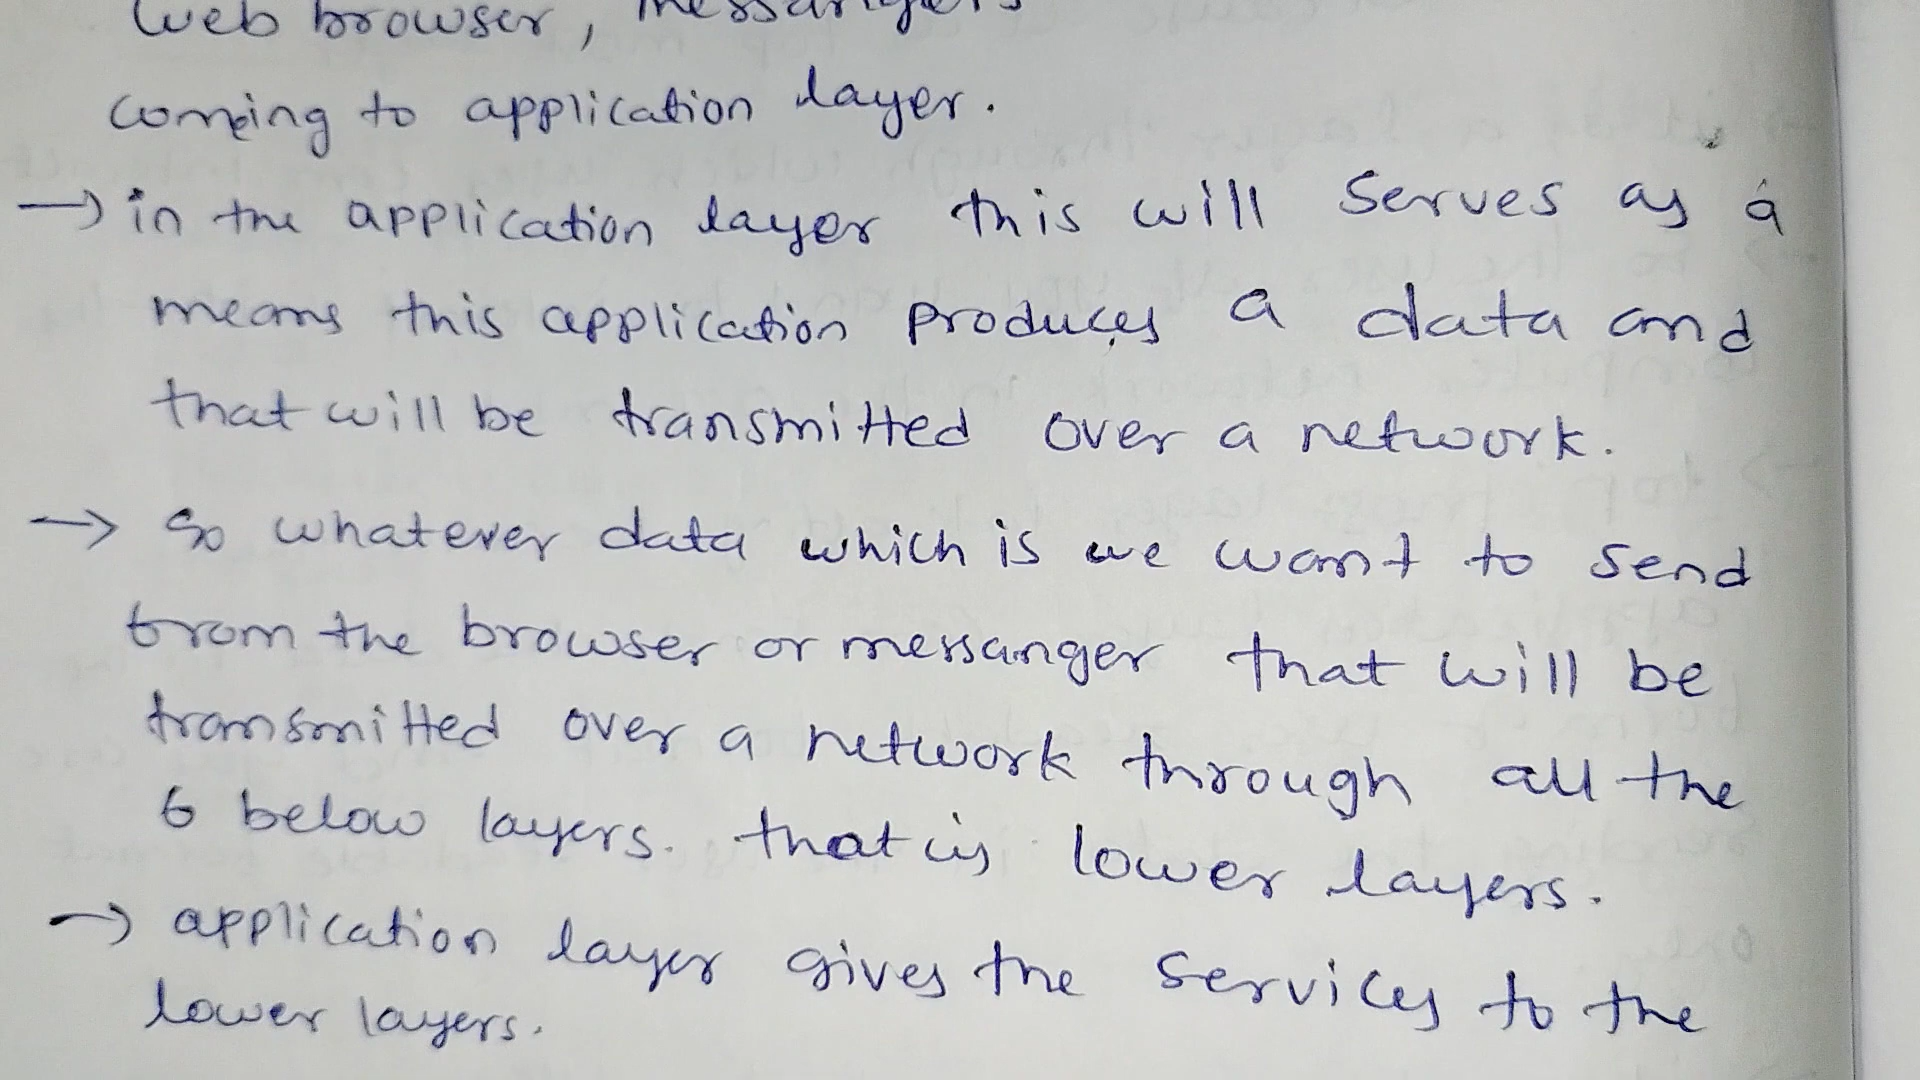 web browser, messangers
coming to application layer.
→ in the application layer this will serves as a
means this application produces a data and
that will be transmitted over a network.
→ So whatever data which is we want to send
from the browser or messanger that will be
transmitted over a network through all the
6 below layers. that is lower layers.
→ application layer gives the services to the
lower layers.